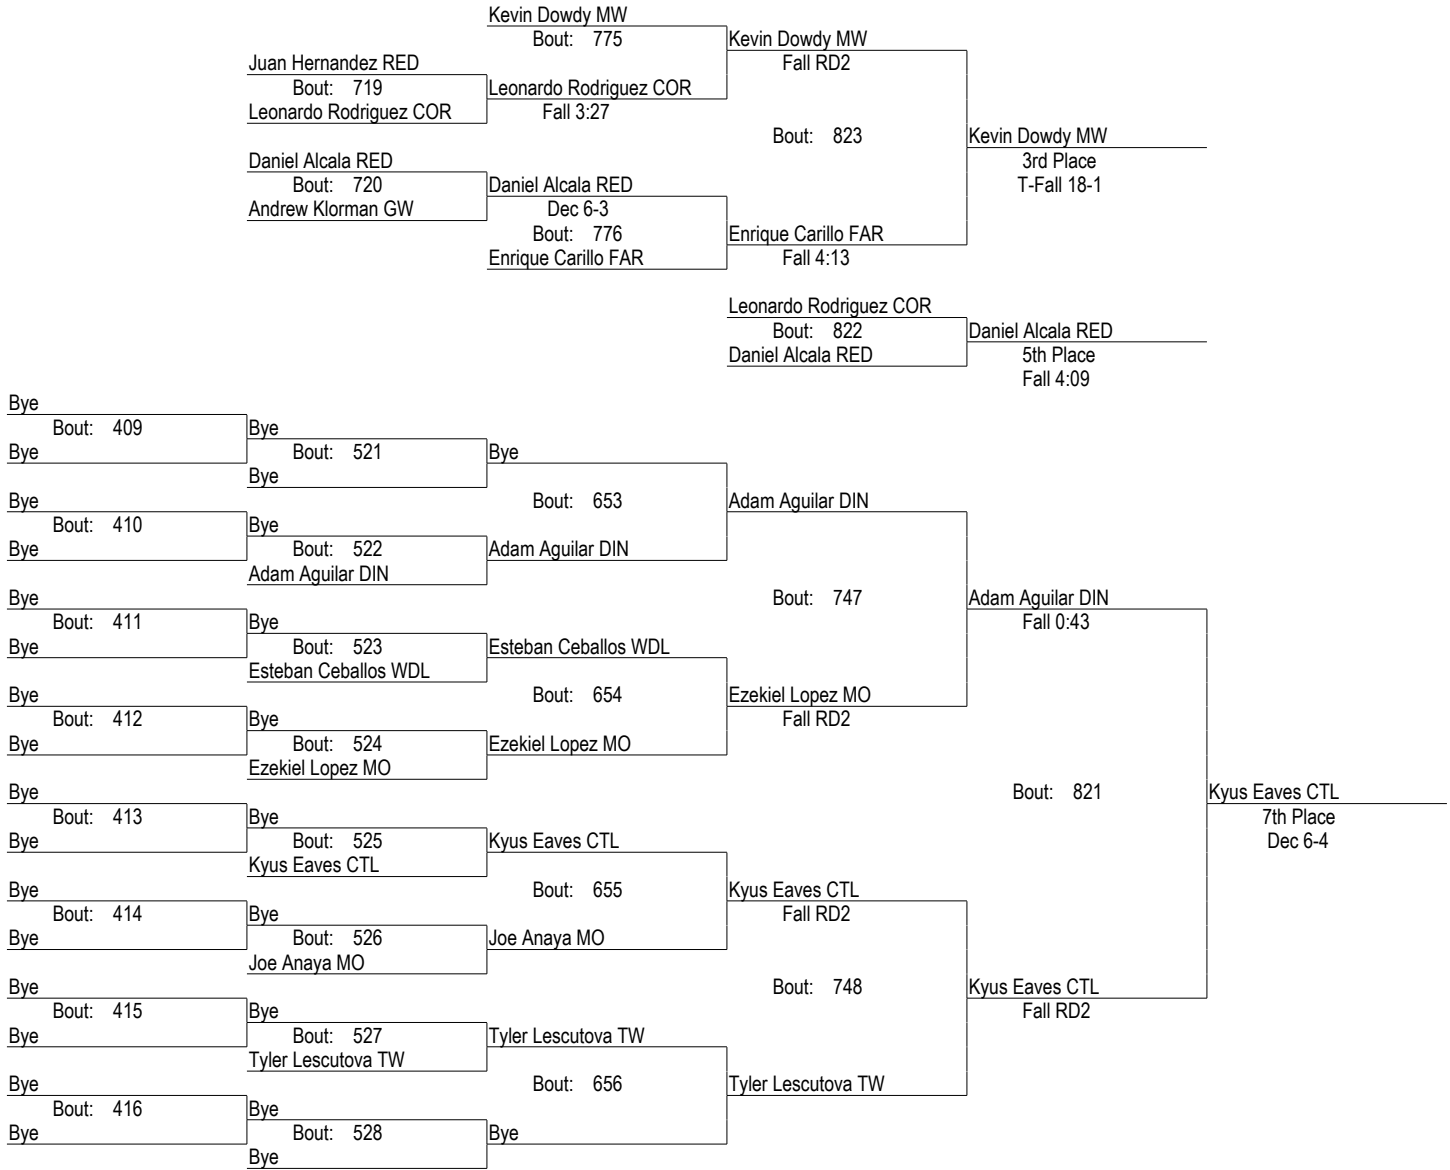 Kevin Dowdy MW
Bout: 775 Kevin Dowdy MW
Juan Hernandez RED Fall RD2
Bout: 719 Leonardo Rodriguez COR
Leonardo Rodriguez COR Fall 3:27
Bout: 823 Kevin Dowdy MW
Daniel Alcala RED 3rd Place
Bout: 720 Daniel Alcala RED T-Fall 18-1
Andrew Klorman GW Dec 6-3
Bout: 776 Enrique Carillo FAR
Enrique Carillo FAR Fall 4:13
Leonardo Rodriguez COR
Bout: 822 Daniel Alcala RED
Daniel Alcala RED 5th Place
Fall 4:09
Bye
Bout: 409 Bye
Bye Bout: 521 Bye
Bye
Bye Bout: 653 Adam Aguilar DIN
Bout: 410 Bye
Bye Bout: 522 Adam Aguilar DIN
Adam Aguilar DIN
Bye Bout: 747 Adam Aguilar DIN
Bout: 411 Bye Fall 0:43
Bye Bout: 523 Esteban Ceballos WDL
Esteban Ceballos WDL
Bye Bout: 654 Ezekiel Lopez MO
Bout: 412 Bye Fall RD2
Bye Bout: 524 Ezekiel Lopez MO
Ezekiel Lopez MO
Bye Bout: 821 Kyus Eaves CTL
Bout: 413 Bye 7th Place
Bye Bout: 525 Kyus Eaves CTL Dec 6-4
Kyus Eaves CTL
Bye Bout: 655 Kyus Eaves CTL
Bout: 414 Bye Fall RD2
Bye Bout: 526 Joe Anaya MO
Joe Anaya MO
Bye Bout: 748 Kyus Eaves CTL
Bout: 415 Bye Fall RD2
Bye Bout: 527 Tyler Lescutova TW
Tyler Lescutova TW
Bye Bout: 656 Tyler Lescutova TW
Bout: 416 Bye
Bye Bout: 528 Bye
Bye